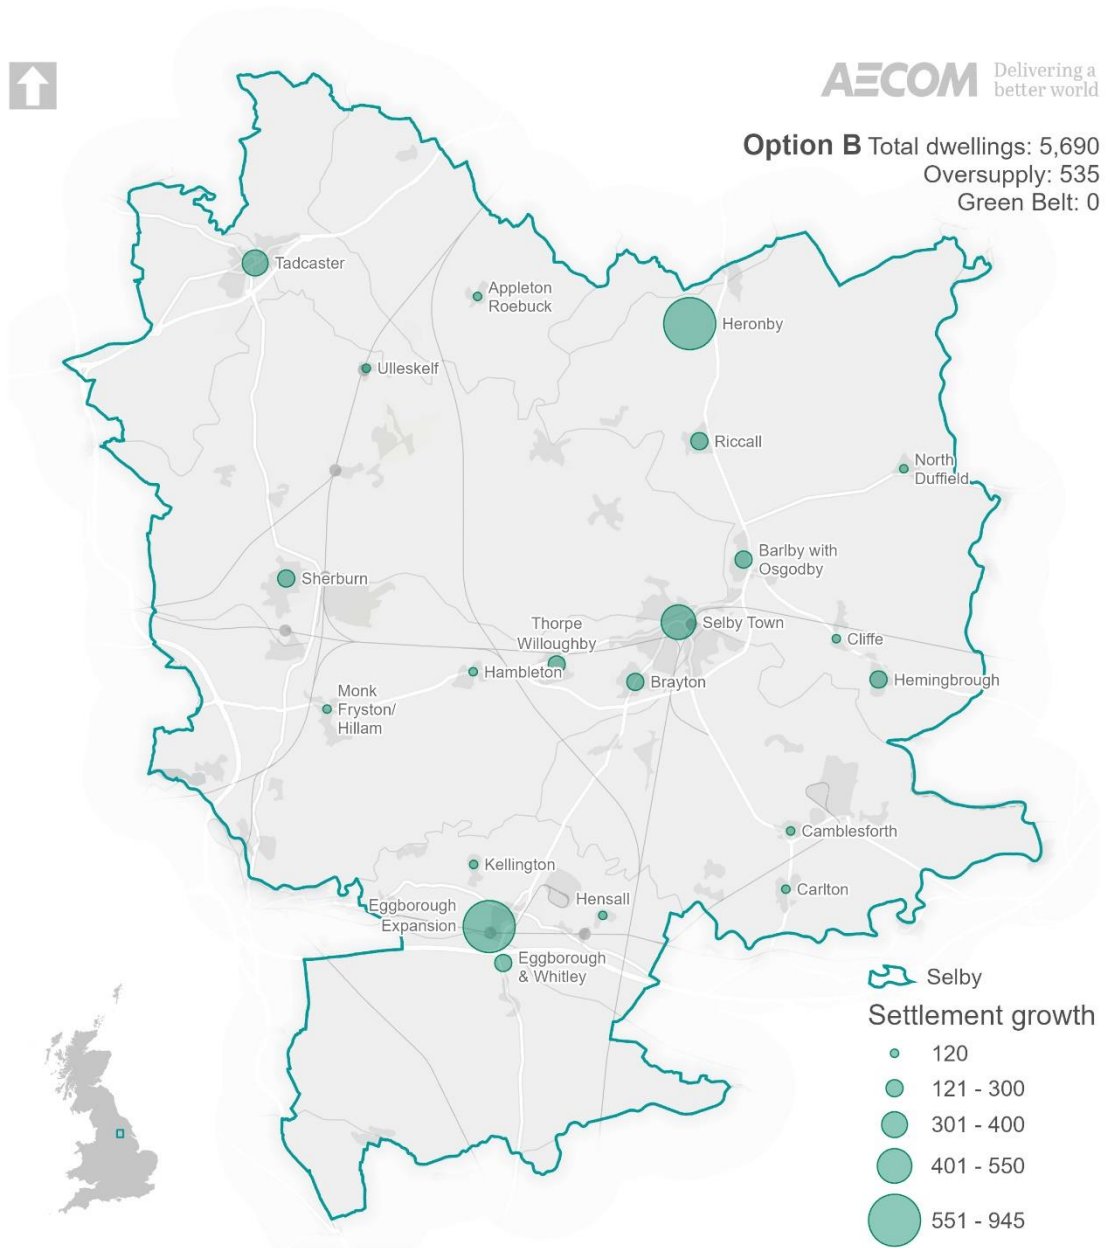 AECOM
Delivering a
better world
Option B Total dwellings: 5,690
Oversupply: 535
Green Belt: 0
Tadcaster
Appleton
Roebuck
Heronby
Ulleskelf
Riccall
North
Duffield
Barlby with
Osgodby
Sherburn
Selby Town
Thorpe
Willoughby
Cliffe
Hambleton
Brayton
Hemingbrough
Monk
Fryston/
Hillam
Camblesforth
Kellington
Carlton
Hensall
Eggborough
Expansion
Eggborough
& Whitley
Selby
Settlement growth
120
121 - 300
301 - 400
401 - 550
551 - 945